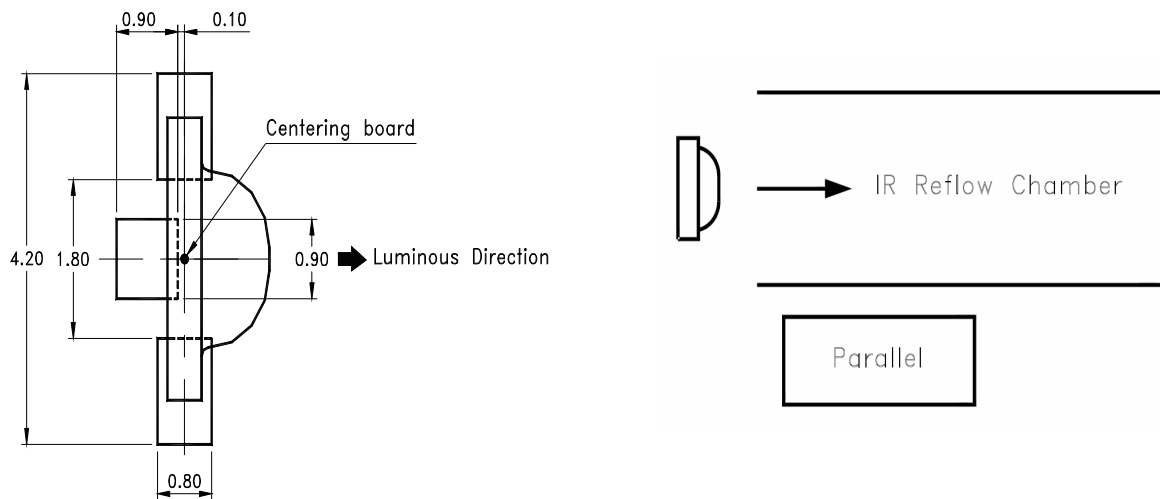 0.90
0.10
Centering board
4.20
1.80
0.90
Luminous Direction
0.80
IR Reflow Chamber
Parallel